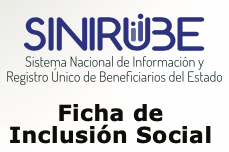 SINIRUBE
Sistema Nacional de Información y
Registro Único de Beneficiarios del Estado
Ficha de
Inclusión Social